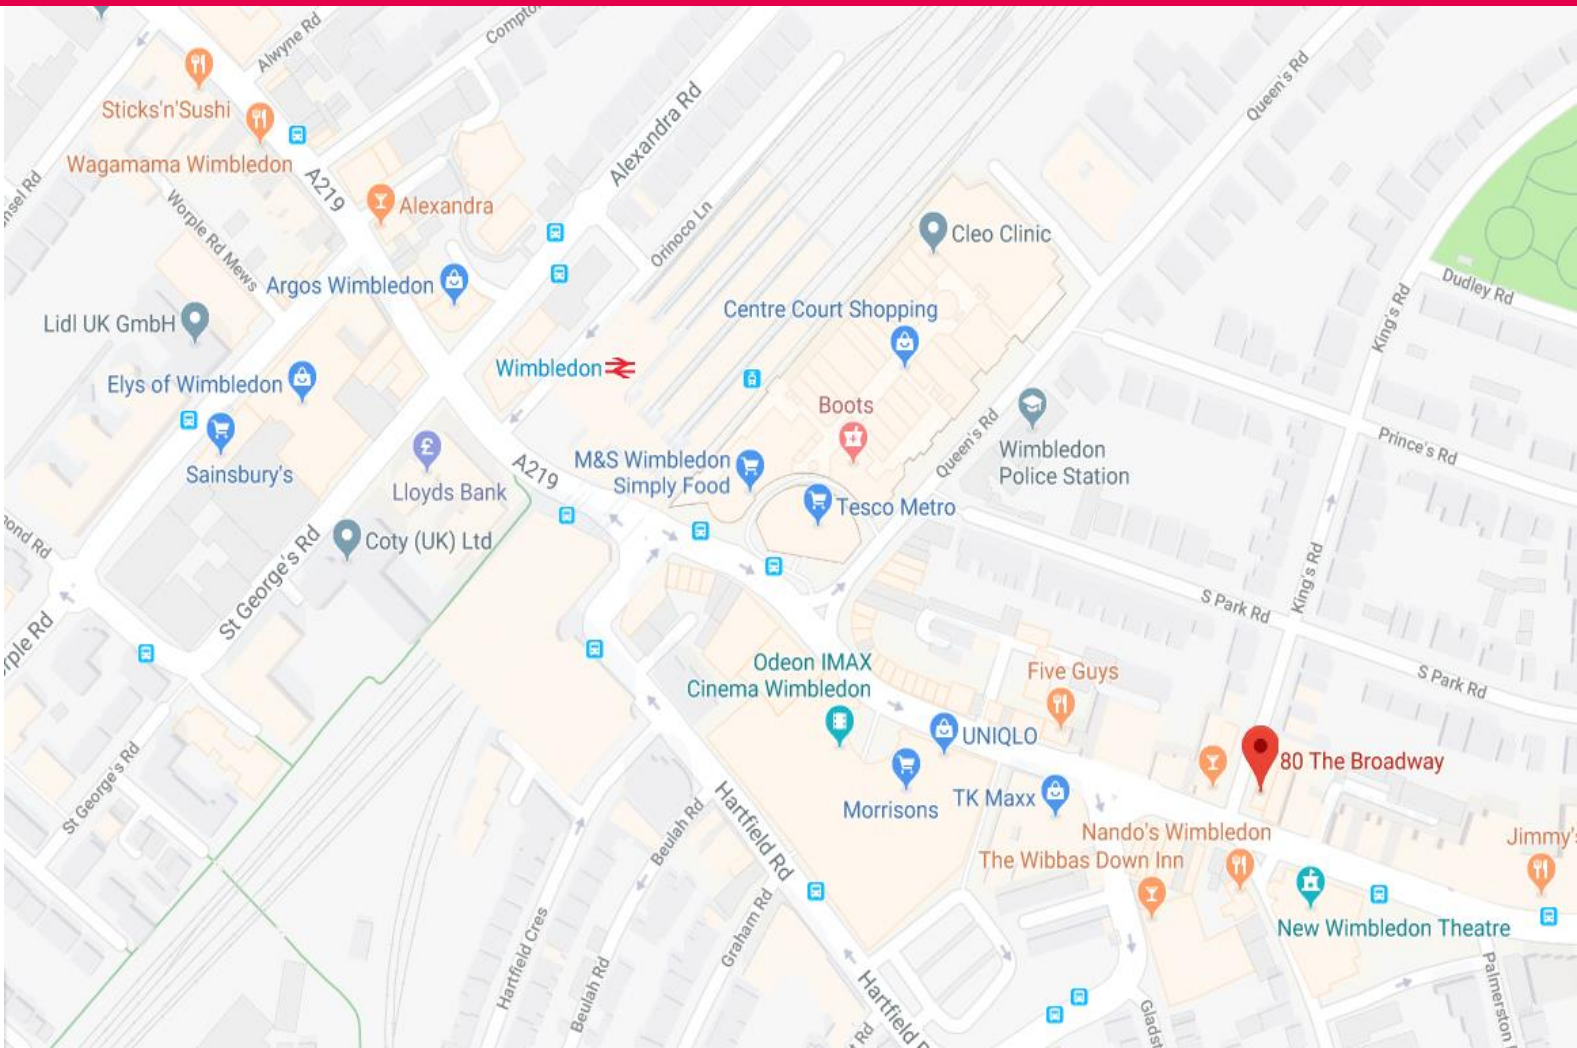 Alwyne Rd
Compto
Sticks'n'Sushi
Wagamama Wimbledon
A219
Alexandra Rd
Queen's Rd
nsel Rd
Worple Rd Mews
Alexandra
Orinoco Ln
Cleo Clinic
Argos Wimbledon
Dudley Rd
King's Rd
Lidl UK GmbH
Centre Court Shopping
Wimbledon
Elys of Wimbledon
Boots
Queen's Rd
Wimbledon
Police Station
Prince's Rd
Sainsbury's
Lloyds Bank
A219
M&S Wimbledon
Simply Food
Tesco Metro
ond Rd
St George's Rd
Coty (UK) Ltd
King's Rd
S Park Rd
rple Rd
Odeon IMAX
Cinema Wimbledon
Five Guys
S Park Rd
UNIQLO
80 The Broadway
St George's Rd
Morrisons
TK Maxx
Hartfield Rd
Beulah Rd
Nando's Wimbledon
The Wibbas Down Inn
Jimmy's
New Wimbledon Theatre
Hartfield Cres
Beulah Rd
Graham Rd
Hartfield R
t Rd
Gladst
Palmerston